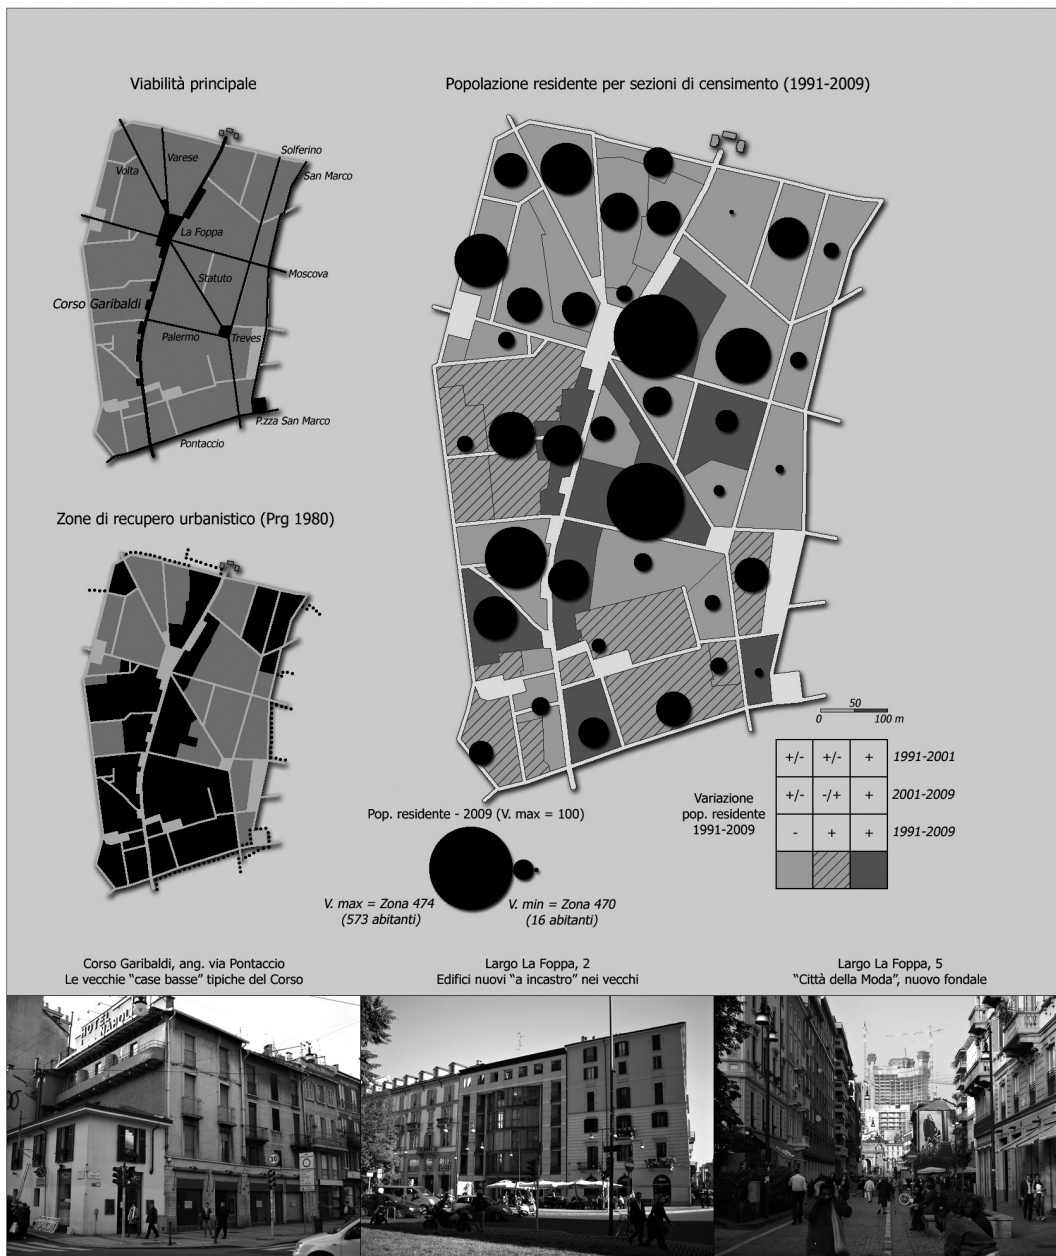 Viabilità principale
Volta
Varese
Solferino
San Marco
La Foppa
Moscova
Statuto
Corso Garibaldi
Palermo
Treves
P.zza San Marco
Pontaccio
Zone di recupero urbanistico (Prg 1980)
Popolazione residente per sezioni di censimento (1991-2009)
50
0 100 m
+/- +/- + 1991-2001
+/- -/+ + 2001-2009
- + + 1991-2009
Variazione
pop. residente
1991-2009
Pop. residente - 2009 (V. max = 100)
V. max = Zona 474
(573 abitanti)
V. min = Zona 470
(16 abitanti)
Corso Garibaldi, ang. via Pontaccio
Le vecchie “case basse” tipiche del Corso
Largo La Foppa, 2
Edifici nuovi “a incastro” nei vecchi
Largo La Foppa, 5
“Città della Moda”, nuovo fondale
HOTEL
NAPOLI
30